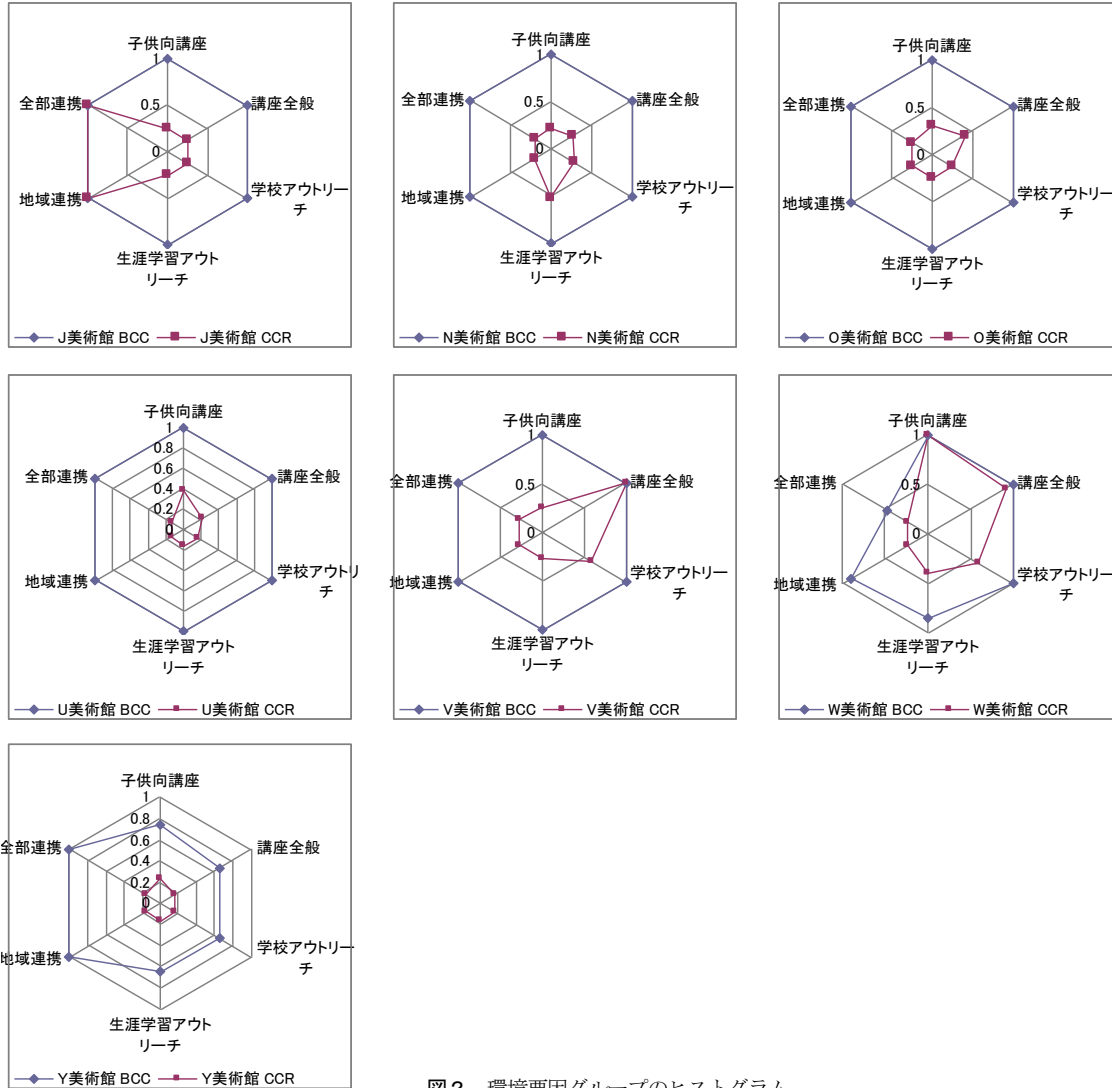 子供向講座
1
全部連携
0.5
講座全般
0
地域連携
学校アウトリー
チ
生涯学習アウト
リーチ
J美術館 BCC
J美術館 CCR
子供向講座
1
全部連携
0.5
講座全般
0
地域連携
学校アウトリー
チ
生涯学習アウト
リーチ
N美術館 BCC
N美術館 CCR
子供向講座
1
全部連携
0.5
講座全般
0
地域連携
学校アウトリー
チ
生涯学習アウト
リーチ
O美術館 BCC
O美術館 CCR
子供向講座
1
0.8
全部連携
0.6
講座全般
0.4
0.2
0
地域連携
学校アウトリー
チ
生涯学習アウト
リーチ
U美術館 BCC
U美術館 CCR
子供向講座
1
全部連携
0.5
講座全般
0
地域連携
学校アウトリー
チ
生涯学習アウト
リーチ
V美術館 BCC
V美術館 CCR
子供向講座
1
全部連携
0.5
講座全般
0
地域連携
学校アウトリー
チ
生涯学習アウト
リーチ
W美術館 BCC
W美術館 CCR
子供向講座
1
0.8
全部連携
0.6
講座全般
0.4
0.2
0
地域連携
学校アウトリー
チ
生涯学習アウト
リーチ
Y美術館 BCC
Y美術館 CCR